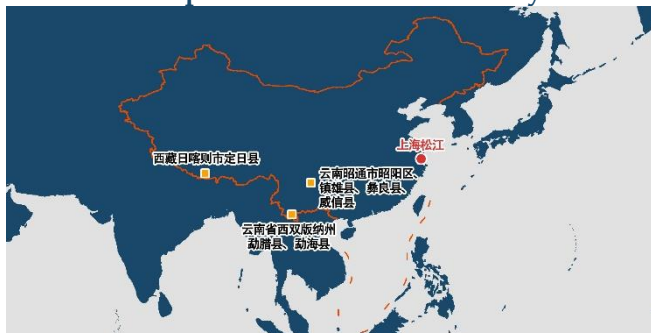 上海松江
西藏日喀则市定日县
云南昭通市昭阳区、
镇雄县、彝良县、
威信县
云南省西双版纳州
勐腊县、勐海县